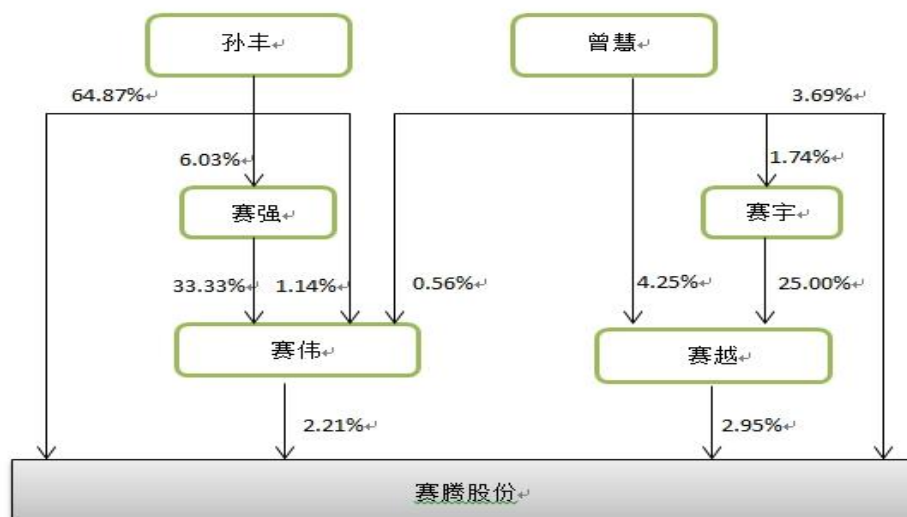 孙丰
曾慧
64.87%
3.69%
6.03%
1.74%
赛强
赛宇
33.33%
1.14%
0.56%
4.25%
25.00%
赛伟
赛越
2.21%
2.95%
赛腾股份